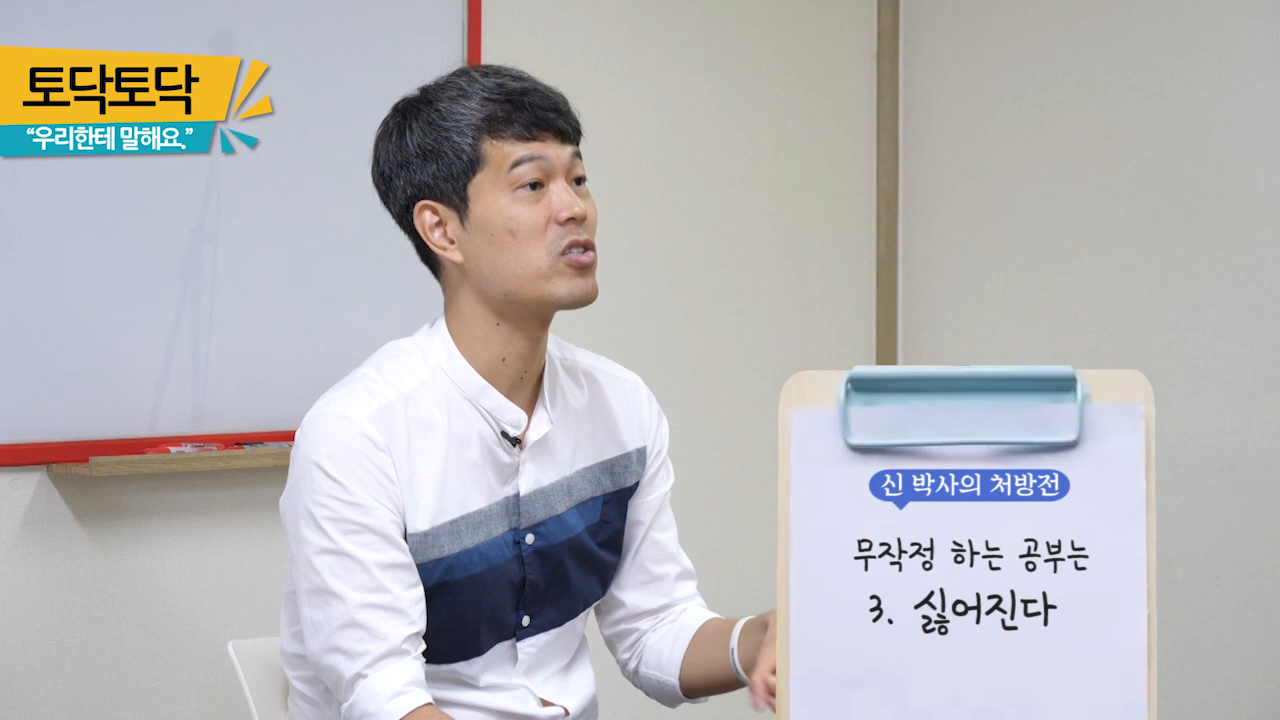 토닥토닥
“우리한테 말해요.”
신 박사의 처방전
무작정 하는 공부는
3. 싫어진다